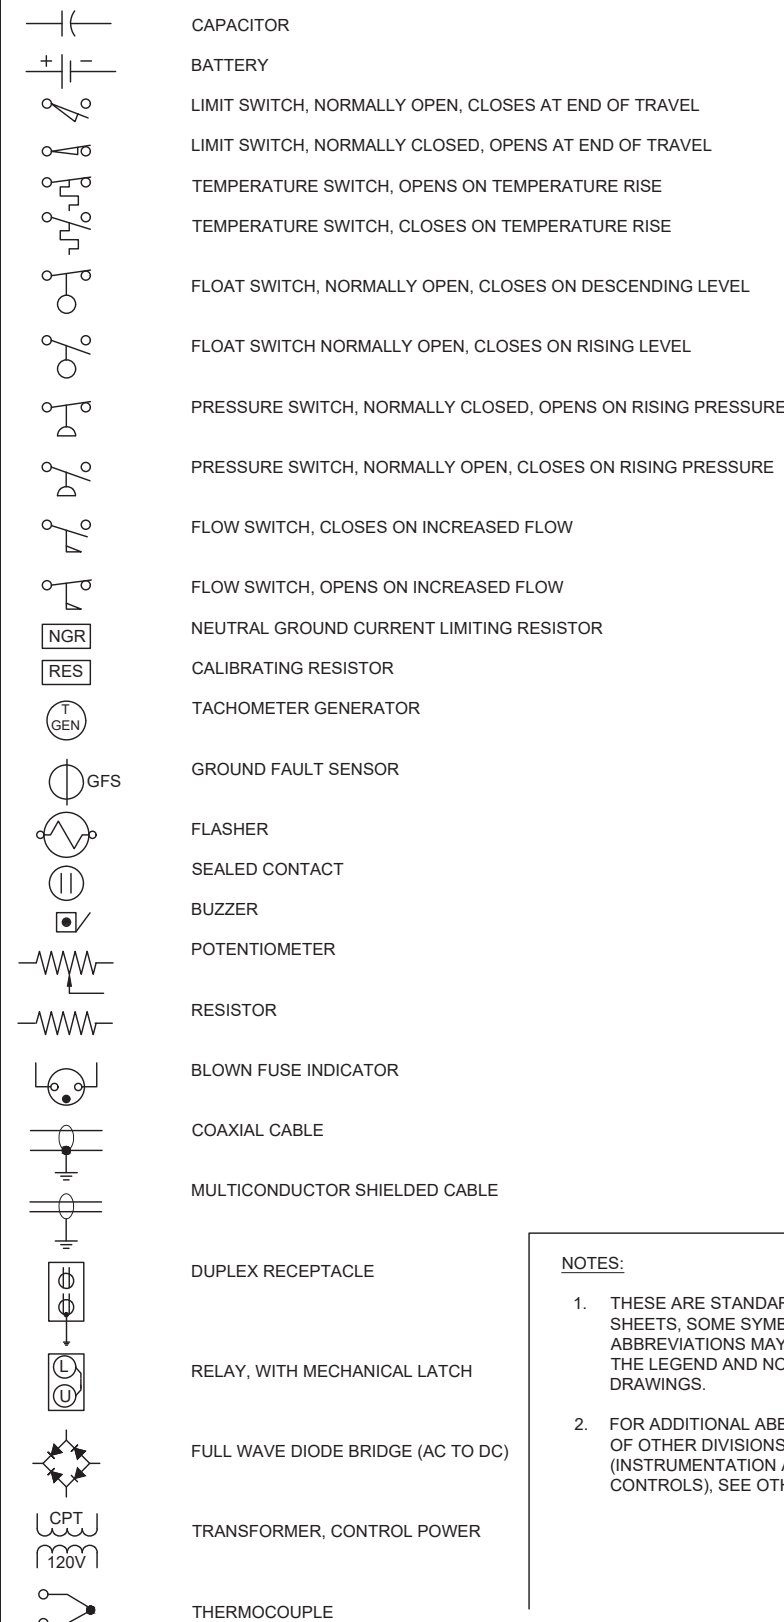 CAPACITOR
+ −
BATTERY
LIMIT SWITCH, NORMALLY OPEN, CLOSES AT END OF TRAVEL
LIMIT SWITCH, NORMALLY CLOSED, OPENS AT END OF TRAVEL
TEMPERATURE SWITCH, OPENS ON TEMPERATURE RISE
TEMPERATURE SWITCH, CLOSES ON TEMPERATURE RISE
FLOAT SWITCH, NORMALLY OPEN, CLOSES ON DESCENDING LEVEL
FLOAT SWITCH NORMALLY OPEN, CLOSES ON RISING LEVEL
PRESSURE SWITCH, NORMALLY CLOSED, OPENS ON RISING PRESSURE
PRESSURE SWITCH, NORMALLY OPEN, CLOSES ON RISING PRESSURE
FLOW SWITCH, CLOSES ON INCREASED FLOW
FLOW SWITCH, OPENS ON INCREASED FLOW
NGR NEUTRAL GROUND CURRENT LIMITING RESISTOR
RES CALIBRATING RESISTOR
T
GEN
TACHOMETER GENERATOR
GFS GROUND FAULT SENSOR
FLASHER
SEALED CONTACT
BUZZER
POTENTIOMETER
RESISTOR
BLOWN FUSE INDICATOR
COAXIAL CABLE
MULTICONDUCTOR SHIELDED CABLE
DUPLEX RECEPTACLE
L
U
RELAY, WITH MECHANICAL LATCH
FULL WAVE DIODE BRIDGE (AC TO DC)
CPT
120V
TRANSFORMER, CONTROL POWER
THERMOCOUPLE
NOTES:
1. THESE ARE STANDAR
SHEETS, SOME SYMB
ABBREVIATIONS MAY
THE LEGEND AND NO
DRAWINGS.
2. FOR ADDITIONAL ABB
OF OTHER DIVISIONS
(INSTRUMENTATION A
CONTROLS), SEE OTH